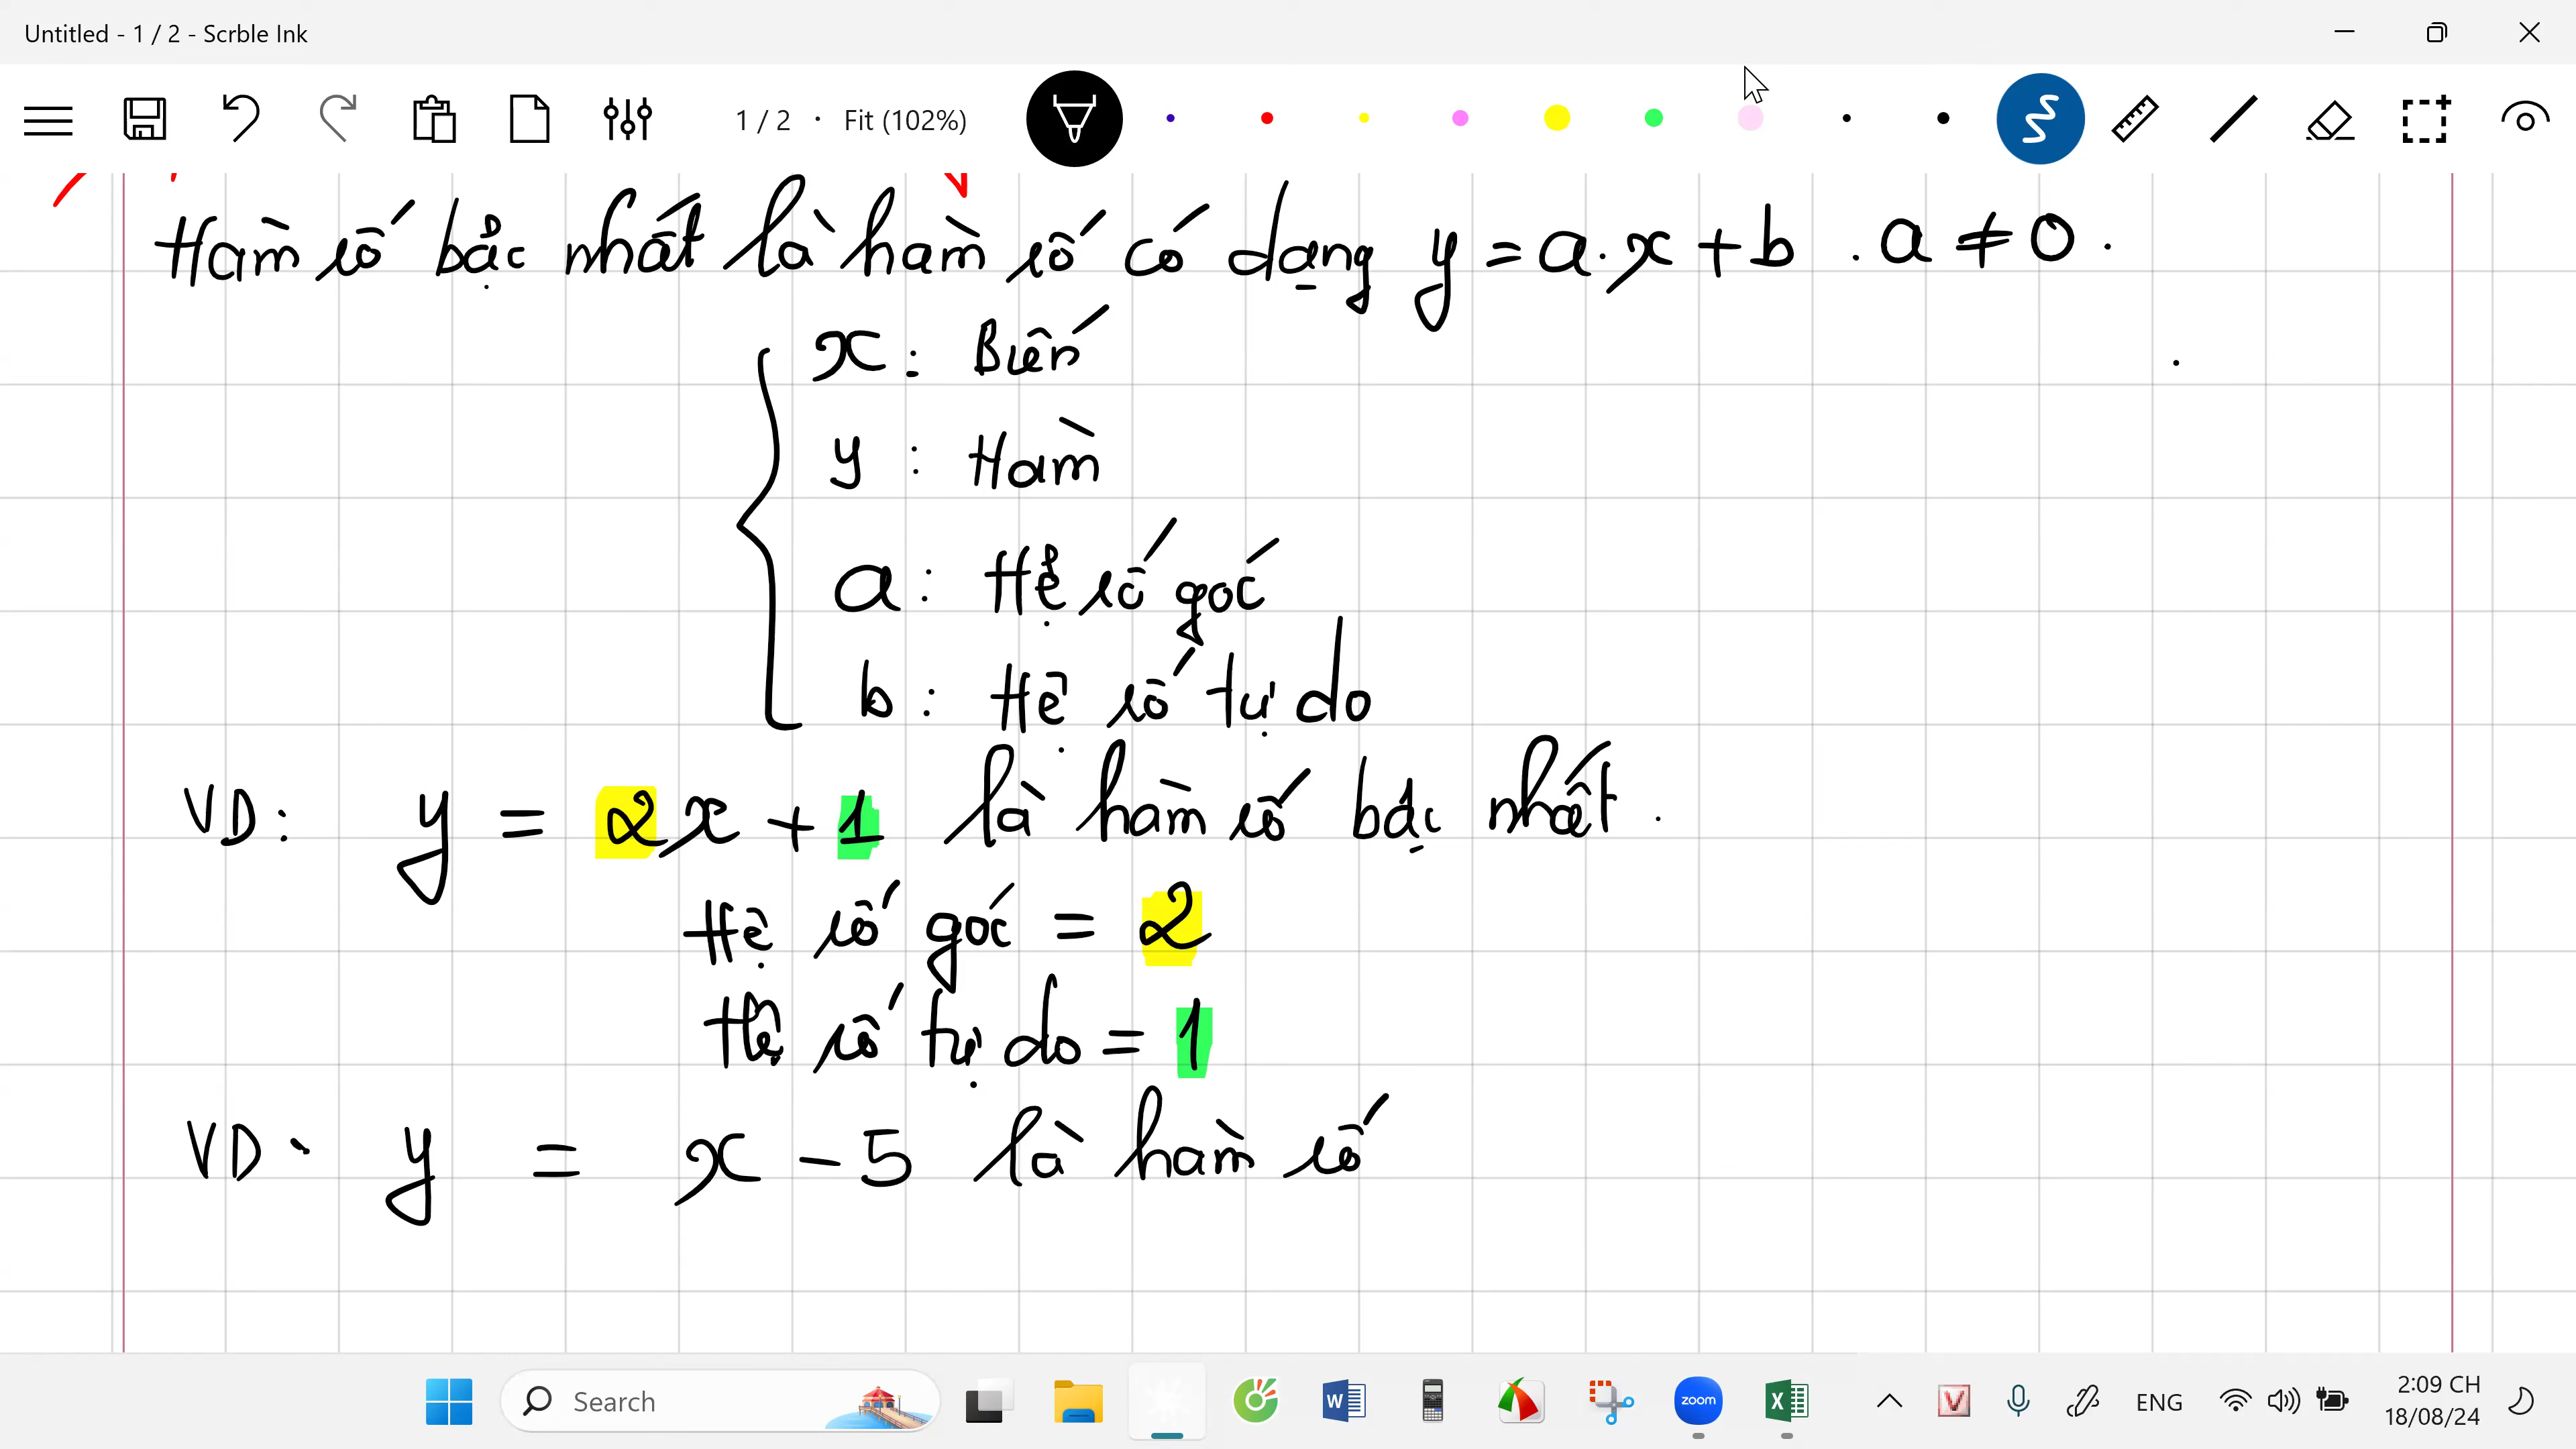 Untitled - 1 / 2 - Scrble Ink
1 / 2 · Fit (102%)
Hàm số bậc nhất là hàm số có dạng y = a.x + b . a ≠ 0 .
x : Biến
y : Hàm
a : Hệ số góc
b : Hệ số tự do
VD : y = 2x + 1 là hàm số bậc nhất .
Hệ số góc = 2
Hệ số tự do = 1
VD . y = x - 5 là hàm số
Search
W
zoom
X
V
ENG
2:09 CH
18/08/24